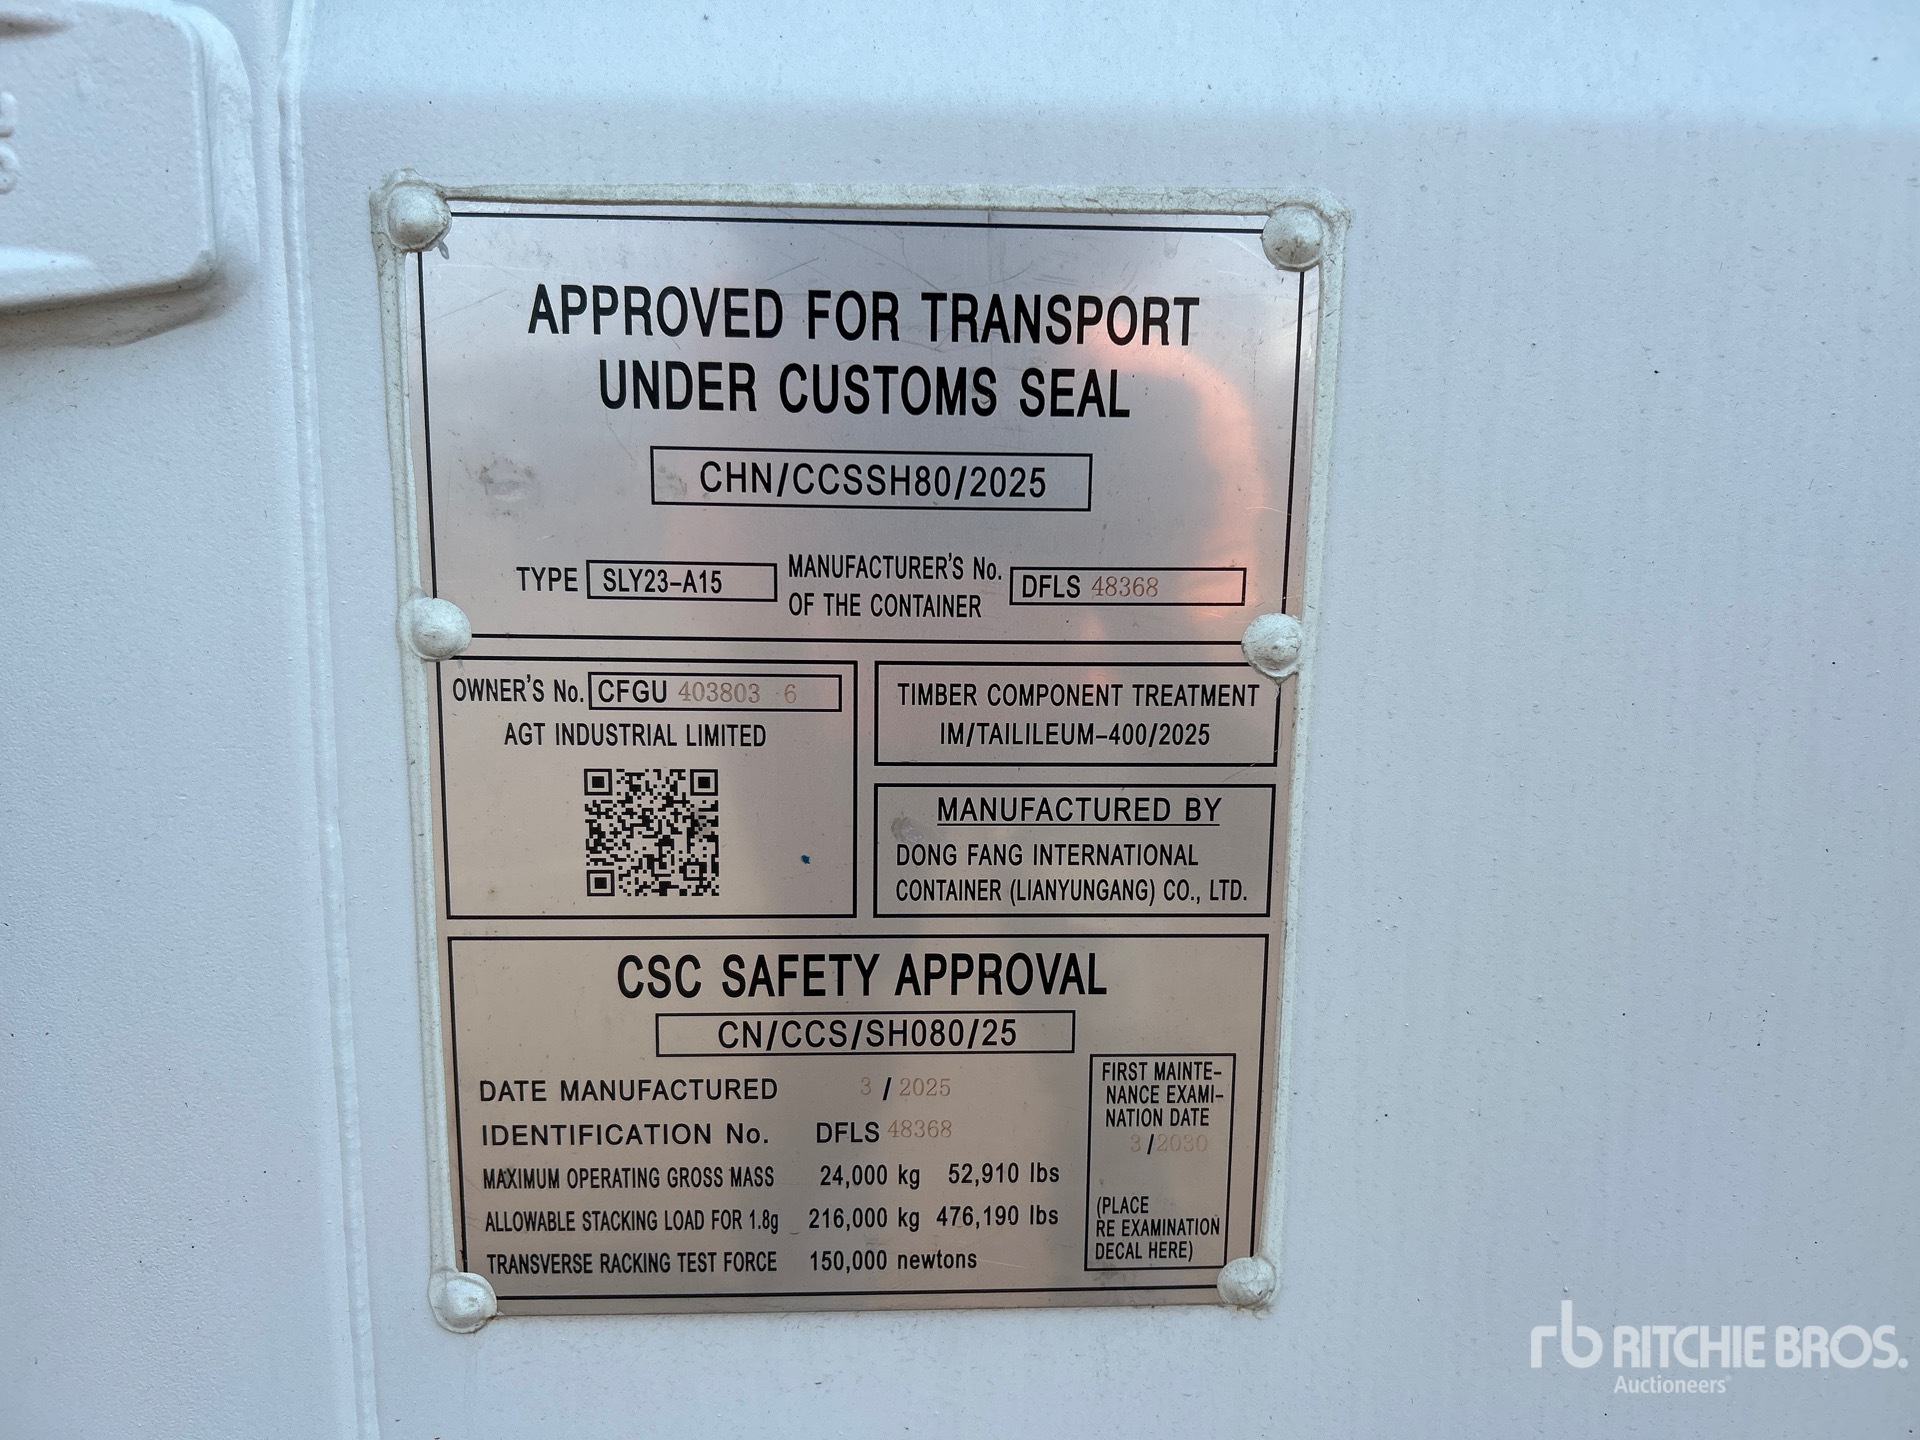 APPROVED FOR TRANSPORT
UNDER CUSTOMS SEAL
CHN/CCSSH80/2025
TYPE SLY23-A15
MANUFACTURER'S No.
OF THE CONTAINER
DFLS 48368
OWNER'S No. CFGU 403803 6
AGT INDUSTRIAL LIMITED
TIMBER COMPONENT TREATMENT
IM/TAILILEUM-400/2025
MANUFACTURED BY
DONG FANG INTERNATIONAL
CONTAINER (LIANYUNGANG) CO., LTD.
CSC SAFETY APPROVAL
CN/CCS/SH080/25
DATE MANUFACTURED 3 / 2025
IDENTIFICATION No. DFLS 48368
MAXIMUM OPERATING GROSS MASS 24,000 kg 52,910 lbs
ALLOWABLE STACKING LOAD FOR 1.8g 216,000 kg 476,190 lbs
TRANSVERSE RACKING TEST FORCE 150,000 newtons
FIRST MAINTE-
NANCE EXAMI-
NATION DATE
3/2030
(PLACE
RE EXAMINATION
DECAL HERE)
rb RITCHIE BROS.
Auctioneers